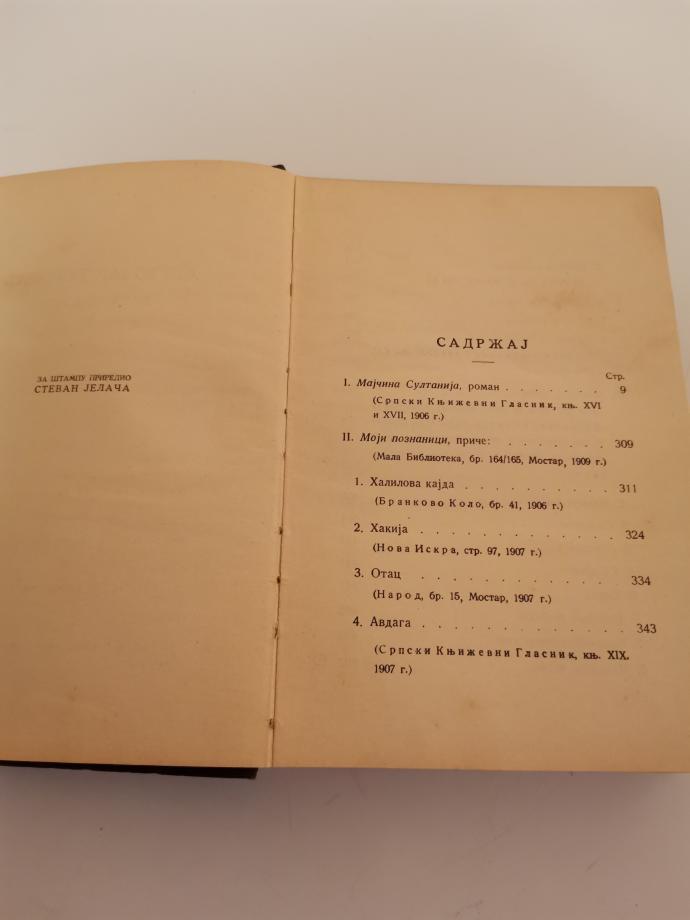 ЗА ШТАМПУ ПРИРЕДИО
СТЕВАН ЈЕЛАЧА
САДРЖАЈ
Стр.
I. Мајчина Султанија, роман . . . . . . . 9
(Српски Књижевни Гласник, књ. XVI
и XVII, 1906 г.)
II. Моји познаници, приче: . . . . . . . 309
(Мала Библиотека, бр. 164/165, Мостар, 1909 г.)
1. Халилова кајда . . . . . . . . . . 311
(Бранково Коло, бр. 41, 1906 г.)
2. Хакија . . . . . . . . . . . . . 324
(Нова Искра, стр. 97, 1907 г.)
3. Отац . . . . . . . . . . . . . 334
(Народ, бр. 15, Мостар, 1907 г.)
4. Авдага . . . . . . . . . . . . . 343
(Српски Књижевни Гласник, књ. XIX.
1907 г.)